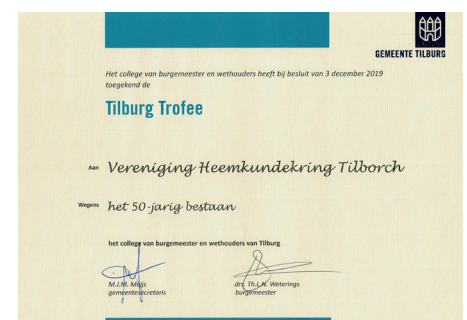 GEMEENTE TILBURG
Het college van burgemeester en wethouders heeft bij besluit van 3 december 2019
toegekend de
Tilburg Trofee
Aan Vereniging Heemkundekring Tilborch
Wegens het 50-jarig bestaan
het college van burgemeester en wethouders van Tilburg
M.J.M. Meijs drs. Th.L.N. Weterings
gemeentesecretaris burgemeester